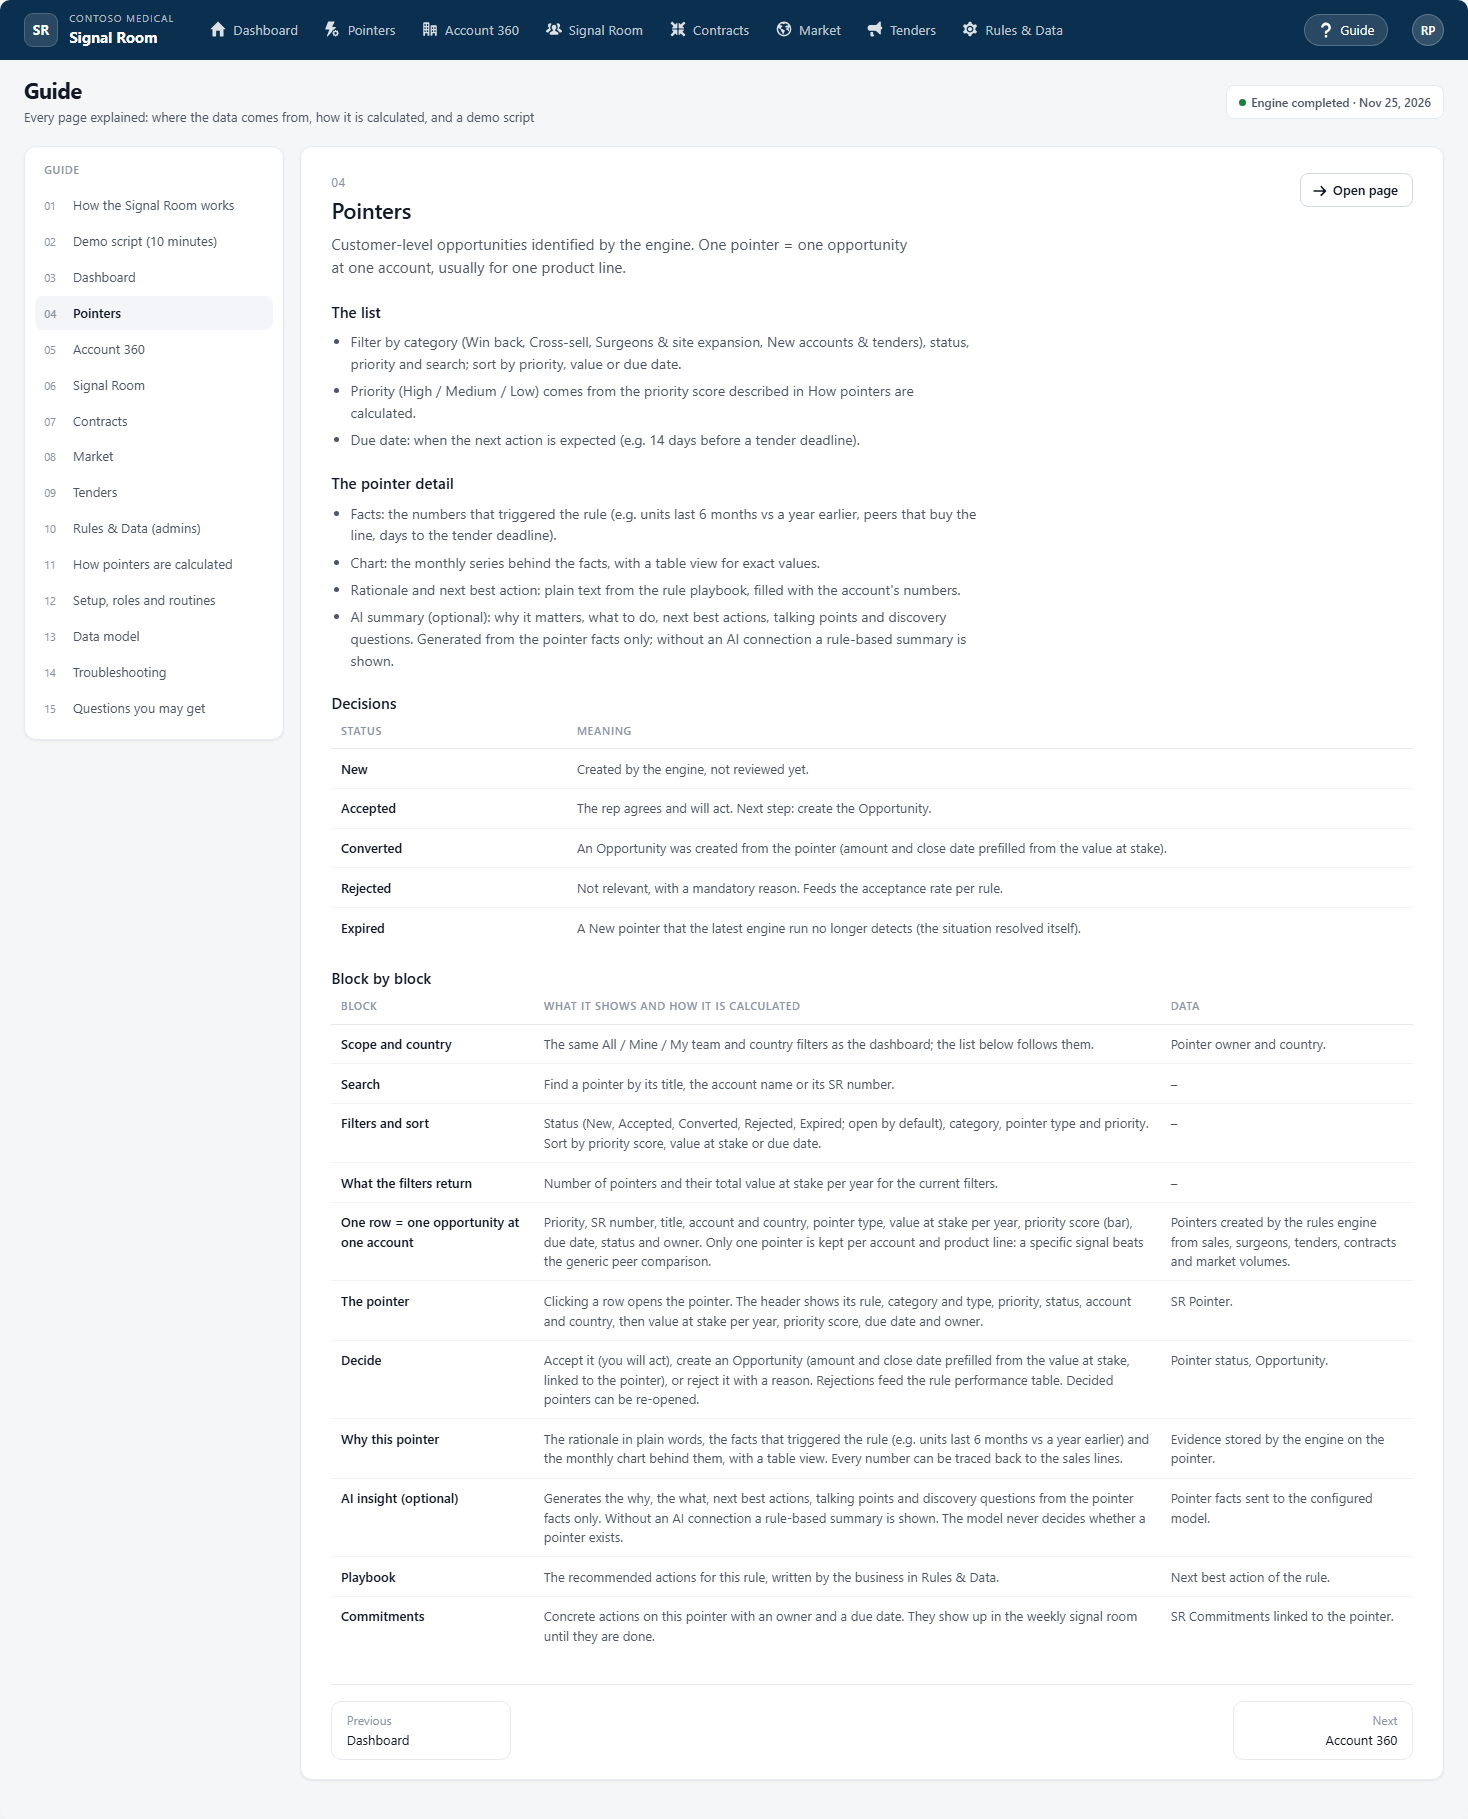 SR
CONTOSO MEDICAL
Signal Room
Dashboard
Pointers
Account 360
Signal Room
Contracts
Market
Tenders
Rules & Data
? Guide
RP
Guide
Every page explained: where the data comes from, how it is calculated, and a demo script
Engine completed · Nov 25, 2026
GUIDE
01 How the Signal Room works
02 Demo script (10 minutes)
03 Dashboard
04 Pointers
05 Account 360
06 Signal Room
07 Contracts
08 Market
09 Tenders
10 Rules & Data (admins)
11 How pointers are calculated
12 Setup, roles and routines
13 Data model
14 Troubleshooting
15 Questions you may get
04
Pointers
→ Open page
Customer-level opportunities identified by the engine. One pointer = one opportunity
at one account, usually for one product line.
The list
• Filter by category (Win back, Cross-sell, Surgeons & site expansion, New accounts & tenders), status,
priority and search; sort by priority, value or due date.
• Priority (High / Medium / Low) comes from the priority score described in How pointers are
calculated.
• Due date: when the next action is expected (e.g. 14 days before a tender deadline).
The pointer detail
• Facts: the numbers that triggered the rule (e.g. units last 6 months vs a year earlier, peers that buy the
line, days to the tender deadline).
• Chart: the monthly series behind the facts, with a table view for exact values.
• Rationale and next best action: plain text from the rule playbook, filled with the account's numbers.
• AI summary (optional): why it matters, what to do, next best actions, talking points and discovery
questions. Generated from the pointer facts only; without an AI connection a rule-based summary is
shown.
Decisions
STATUS MEANING
New Created by the engine, not reviewed yet.
Accepted The rep agrees and will act. Next step: create the Opportunity.
Converted An Opportunity was created from the pointer (amount and close date prefilled from the value at stake).
Rejected Not relevant, with a mandatory reason. Feeds the acceptance rate per rule.
Expired A New pointer that the latest engine run no longer detects (the situation resolved itself).
Block by block
BLOCK WHAT IT SHOWS AND HOW IT IS CALCULATED DATA
Scope and country The same All / Mine / My team and country filters as the dashboard; the list below follows them. Pointer owner and country.
Search Find a pointer by its title, the account name or its SR number. –
Filters and sort Status (New, Accepted, Converted, Rejected, Expired; open by default), category, pointer type and priority. –
Sort by priority score, value at stake or due date.
What the filters return Number of pointers and their total value at stake per year for the current filters. –
One row = one opportunity at Priority, SR number, title, account and country, pointer type, value at stake per year, priority score (bar), Pointers created by the rules engine
one account due date, status and owner. Only one pointer is kept per account and product line: a specific signal beats from sales, surgeons, tenders, contracts
the generic peer comparison. and market volumes.
The pointer Clicking a row opens the pointer. The header shows its rule, category and type, priority, status, account SR Pointer.
and country, then value at stake per year, priority score, due date and owner.
Decide Accept it (you will act), create an Opportunity (amount and close date prefilled from the value at stake, Pointer status, Opportunity.
linked to the pointer), or reject it with a reason. Rejections feed the rule performance table. Decided
pointers can be re-opened.
Why this pointer The rationale in plain words, the facts that triggered the rule (e.g. units last 6 months vs a year earlier) and Evidence stored by the engine on the
the monthly chart behind them, with a table view. Every number can be traced back to the sales lines. pointer.
AI insight (optional) Generates the why, the what, next best actions, talking points and discovery questions from the pointer Pointer facts sent to the configured
facts only. Without an AI connection a rule-based summary is shown. The model never decides whether a model.
pointer exists.
Playbook The recommended actions for this rule, written by the business in Rules & Data. Next best action of the rule.
Commitments Concrete actions on this pointer with an owner and a due date. They show up in the weekly signal room SR Commitments linked to the pointer.
until they are done.
Previous
Dashboard
Next
Account 360